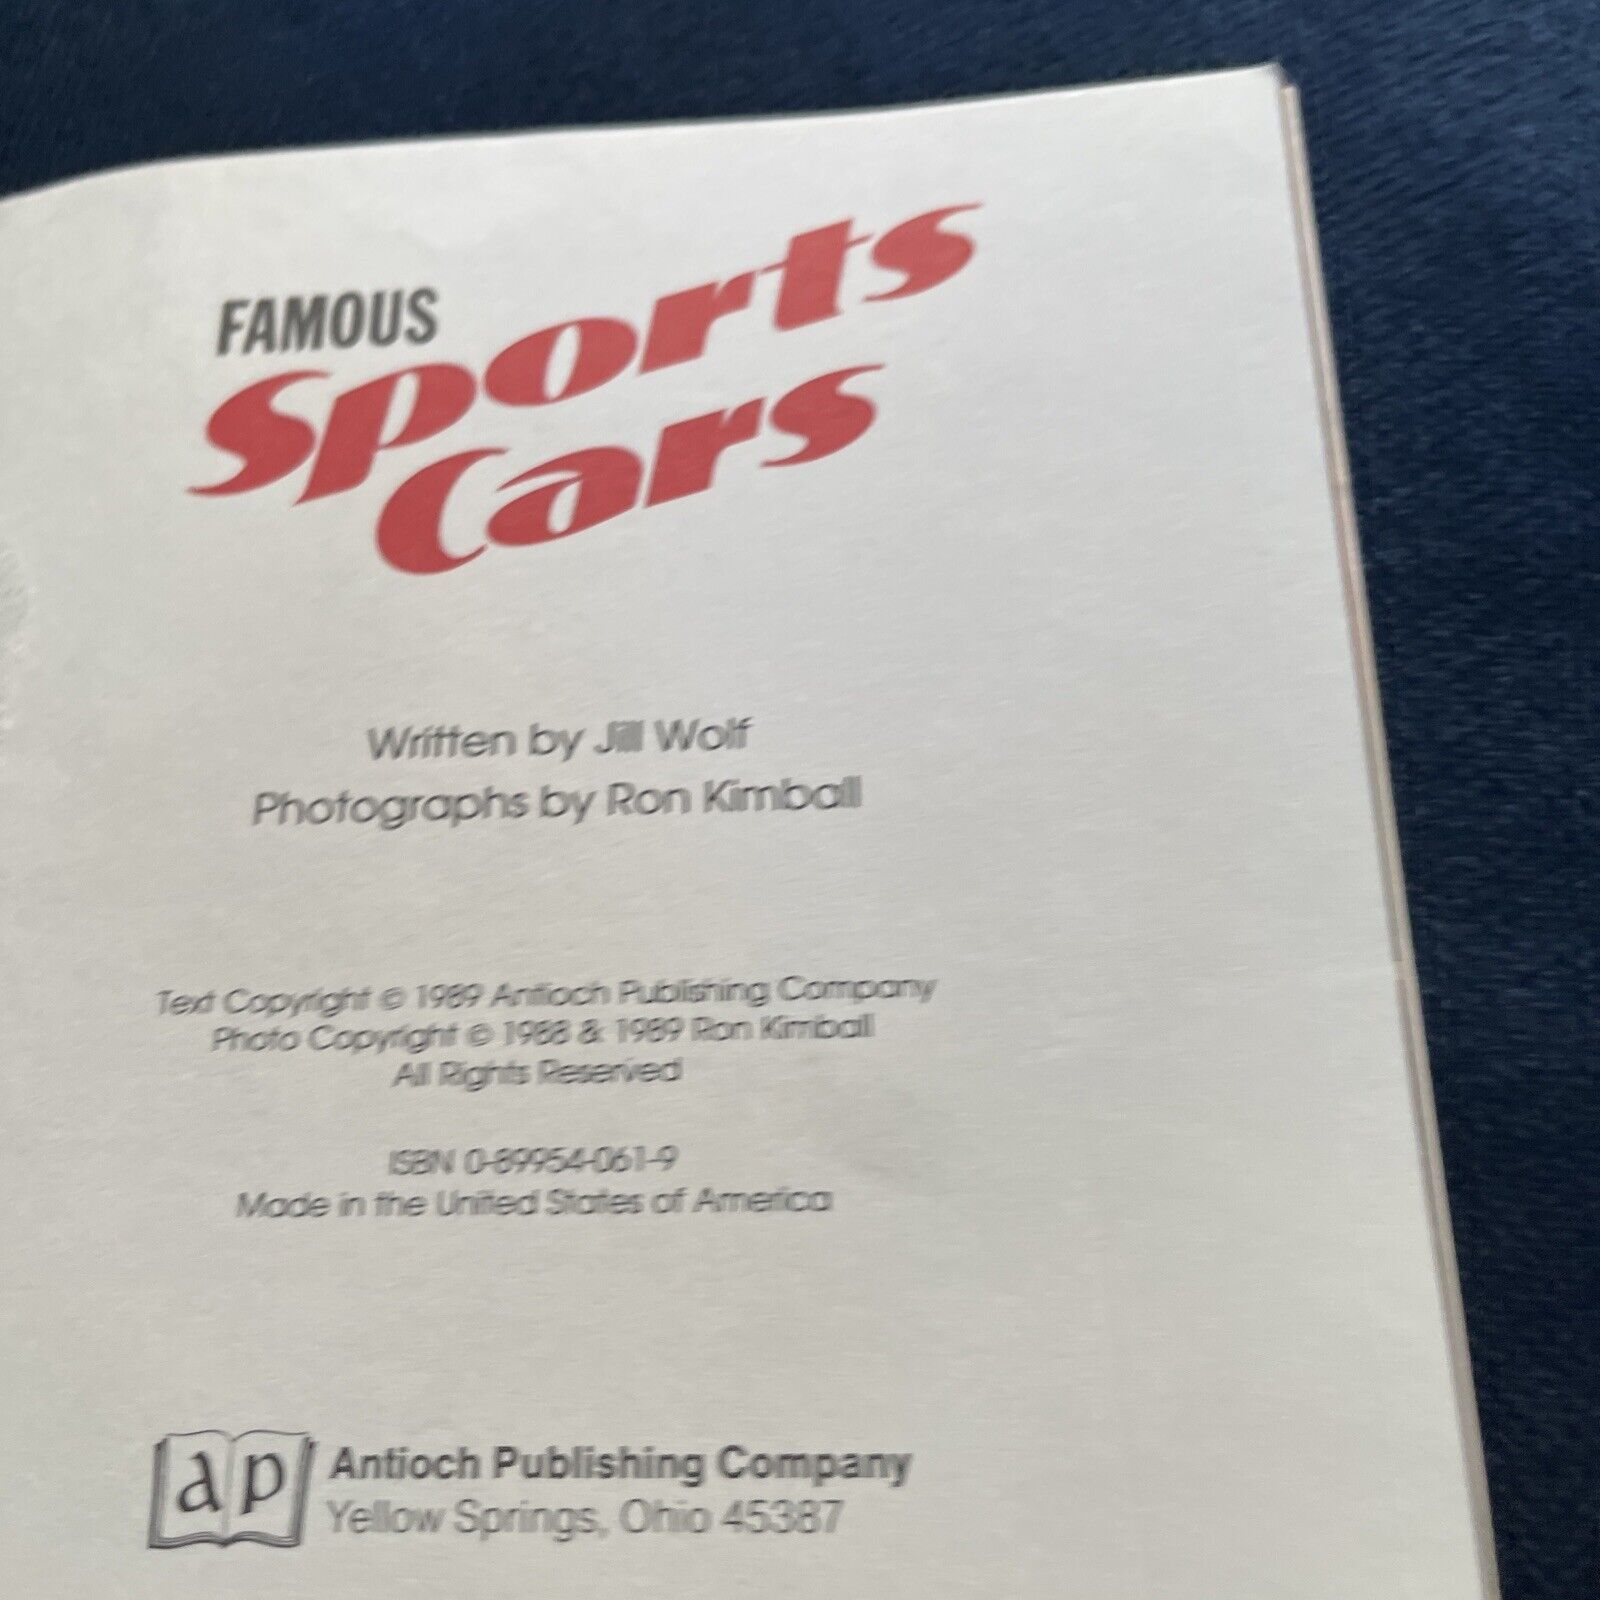 FAMOUS
Sports
Cars
Written by Jill Wolf
Photographs by Ron Kimball
Text Copyright © 1989 Antioch Publishing Company
Photo Copyright © 1988 & 1989 Ron Kimball
All Rights Reserved
ISBN 0-89954-061-9
Made in the United States of America
ap
Antioch Publishing Company
Yellow Springs, Ohio 45387